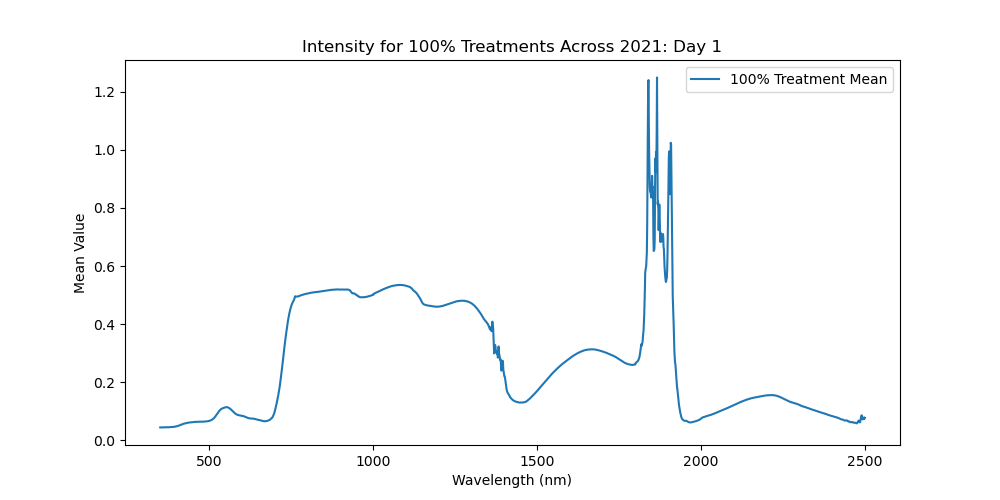 Intensity for 100% Treatments Across 2021: Day 1
100% Treatment Mean
Mean Value
1.2
1.0
0.8
0.6
0.4
0.2
0.0
500 1000 1500 2000 2500
Wavelength (nm)